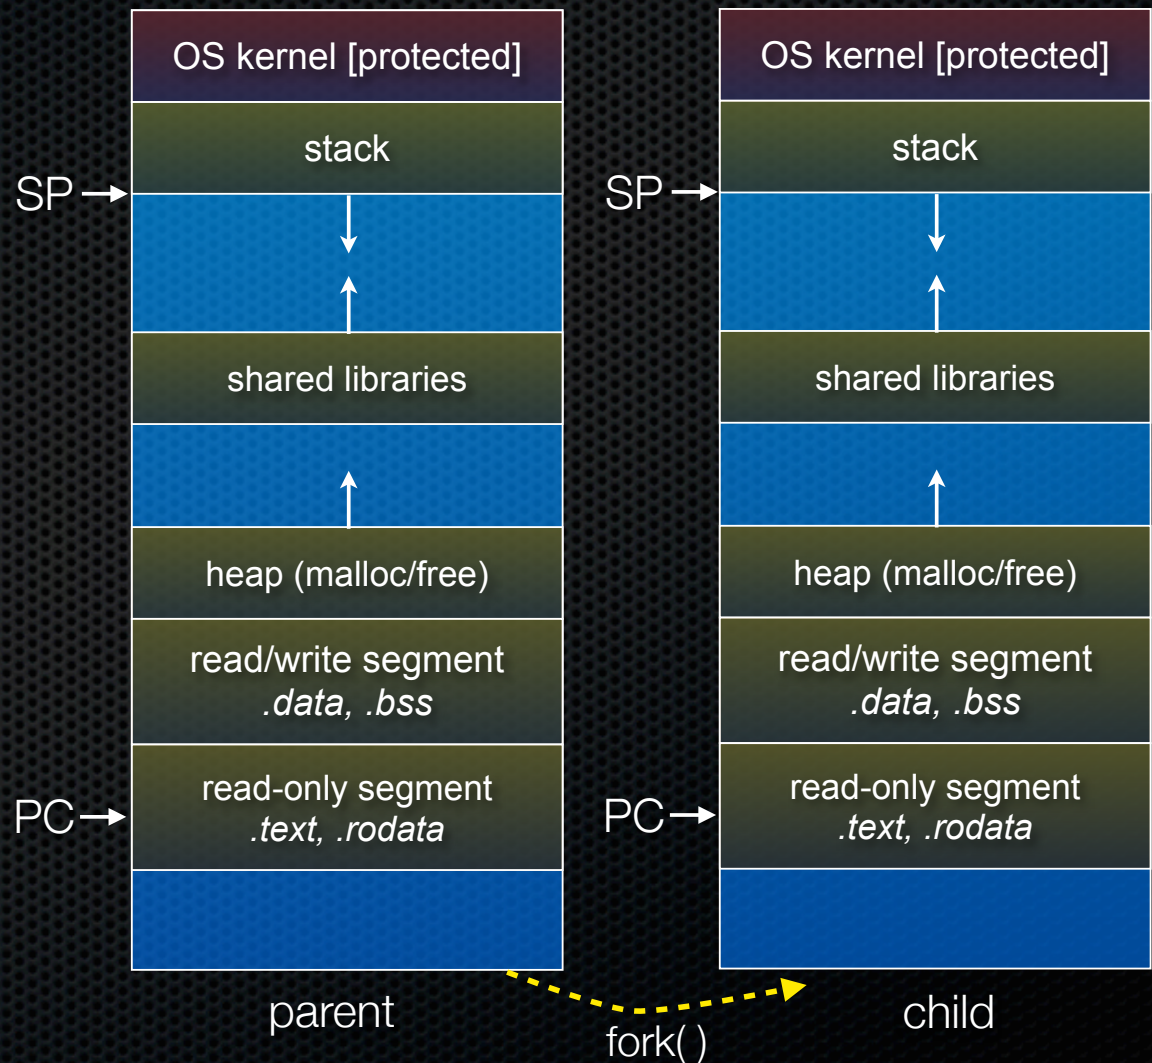 OS kernel [protected]
stack
SP
shared libraries
heap (malloc/free)
read/write segment
.data, .bss
read-only segment
.text, .rodata
PC
parent
OS kernel [protected]
stack
SP
shared libraries
heap (malloc/free)
read/write segment
.data, .bss
read-only segment
.text, .rodata
PC
child
fork( )